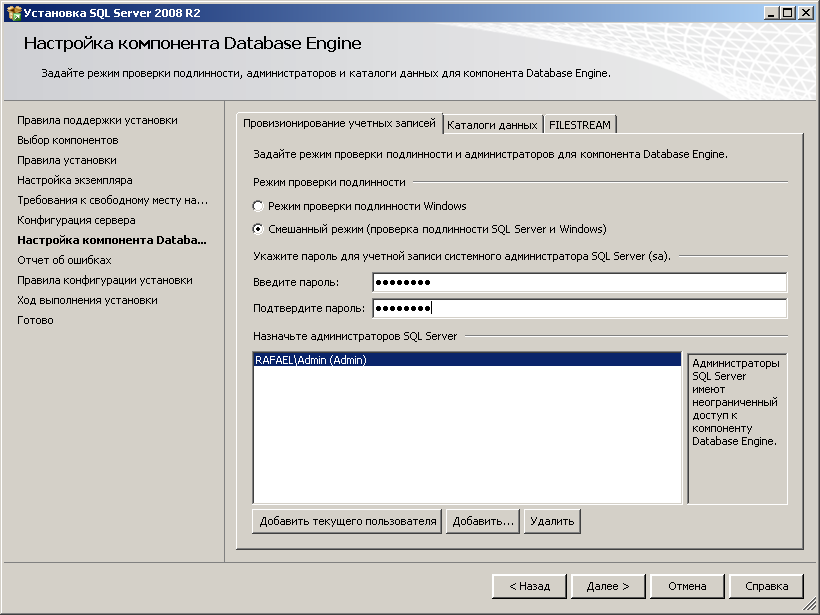 Установка SQL Server 2008 R2
Настройка компонента Database Engine
Задайте режим проверки подлинности, администраторов и каталоги данных для компонента Database Engine.
Правила поддержки установки
Выбор компонентов
Правила установки
Настройка экземпляра
Требования к свободному месту на...
Конфигурация сервера
Настройка компонента Databa...
Отчет об ошибках
Правила конфигурации установки
Ход выполнения установки
Готово
Провизионирование учетных записей
Каталоги данных
FILESTREAM
Задайте режим проверки подлинности и администраторов для компонента Database Engine.
Режим проверки подлинности
Режим проверки подлинности Windows
Смешанный режим (проверка подлинности SQL Server и Windows)
Укажите пароль для учетной записи системного администратора SQL Server (sa).
Введите пароль: ●●●●●●●●
Подтвердите пароль: ●●●●●●●●
Назначьте администраторов SQL Server
RAFAEL\Admin (Admin)
Администраторы
SQL Server
имеют
неограниченный
доступ к
компоненту
Database Engine.
Добавить текущего пользователя
Добавить...
Удалить
< Назад
Далее >
Отмена
Справка